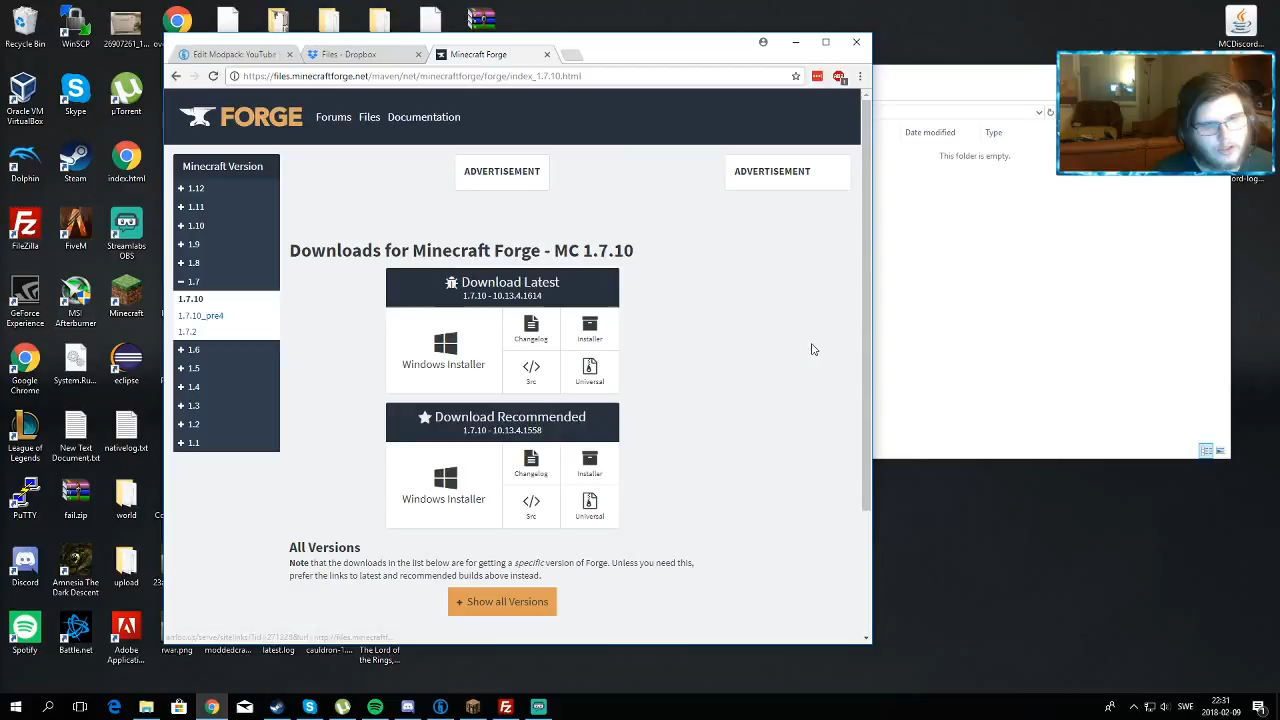 Edit Modpack: YouTube
Files - Dropbox
Minecraft Forge
https://files.minecraftforge.net/maven/net/minecraftforge/forge/index_1.7.10.html
FORGE
Forums
Files
Documentation
Minecraft Version
1.12
1.11
1.10
1.9
1.8
1.7
1.7.10
1.7.10_pre4
1.7.2
1.6
1.5
1.4
1.3
1.2
1.1
ADVERTISEMENT
ADVERTISEMENT
Downloads for Minecraft Forge - MC 1.7.10
Download Latest
1.7.10 - 10.13.4.1614
Windows Installer
Changelog
Installer
Src
Universal
Download Recommended
1.7.10 - 10.13.4.1558
Windows Installer
Changelog
Installer
Src
Universal
All Versions
Note that the downloads in the list below are for getting a specific version of Forge. Unless you need this,
prefer the links to latest and recommended builds above instead.
+ Show all Versions
Date modified
Type
This folder is empty.
Recycle Bin
Oracle VM
VirtualBox
Skype
µTorrent
Dolphin
Steam
index.html
FileZilla
FiveM
Streamlabs
OBS
GeForce
Experience
MSI
Afterburner
Minecraft
Google
Chrome
System.Ru...
eclipse
League of
Legends
New Text
Document.txt
nativelog.txt
PuTTY
fail.zip
world
Discord
Amnesia The
Dark Descent
upload
Spotify
Battle.net
Adobe
Applicati...
moddedcra...
latest.log
cauldron-1...
The Lord of
the Rings,...
MCDiscord...
SWE
22:31
2018-02-09